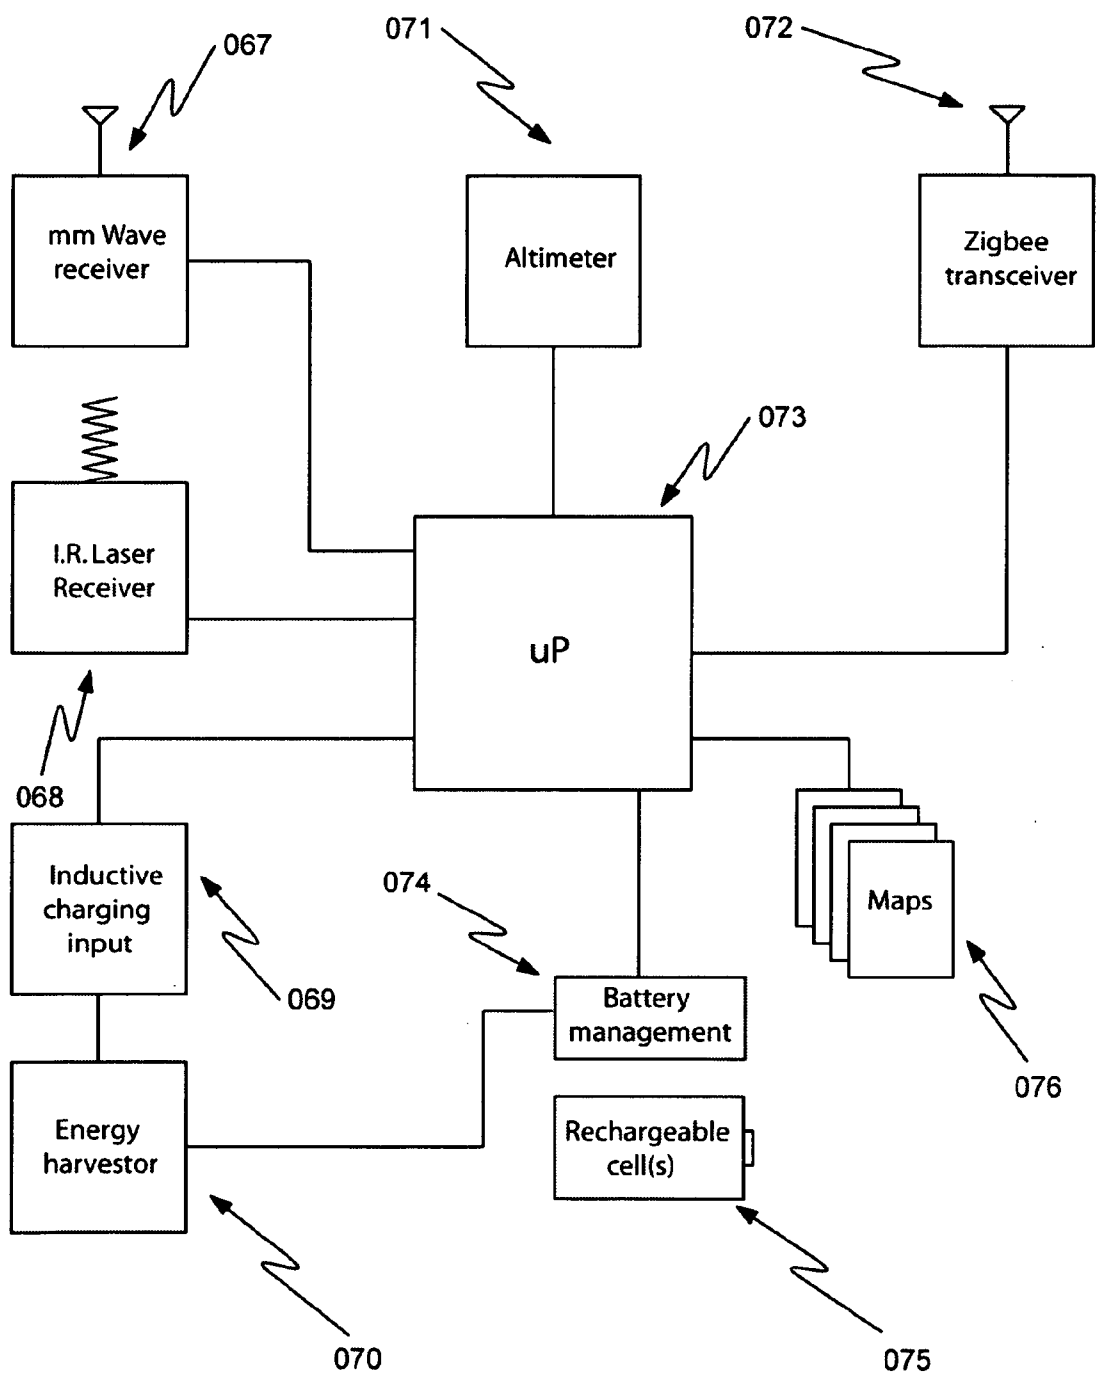 067
071
072
mm Wave
receiver
Altimeter
Zigbee
transceiver
073
I.R. Laser
Receiver
uP
068
Inductive
charging
input
069
074
Maps
Battery
management
076
Energy
harvestor
Rechargeable
cell(s)
070
075